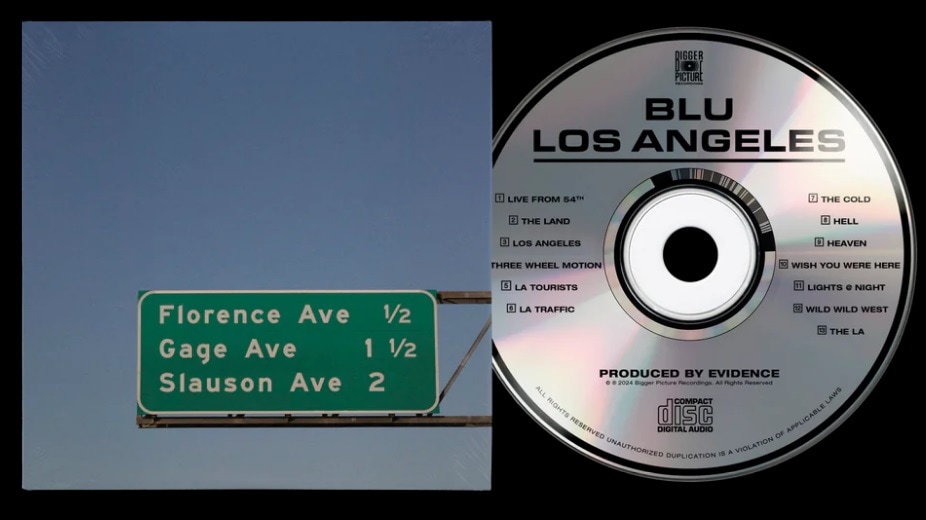 Florence Ave 1/2
Gage Ave 1 1/2
Slauson Ave 2
BIGGER
PICTURE
RECORDINGS
BLU
LOS ANGELES
1 LIVE FROM 54TH
2 THE LAND
3 LOS ANGELES
THREE WHEEL MOTION
5 LA TOURISTS
6 LA TRAFFIC
7 THE COLD
8 HELL
9 HEAVEN
10 WISH YOU WERE HERE
11 LIGHTS @ NIGHT
12 WILD WILD WEST
13 THE LA
PRODUCED BY EVIDENCE
℗ © 2024 Bigger Picture Recordings. All Rights Reserved
COMPACT
disc
DIGITAL AUDIO
ALL RIGHTS RESERVED UNAUTHORIZED DUPLICATION IS A VIOLATION OF APPLICABLE LAWS